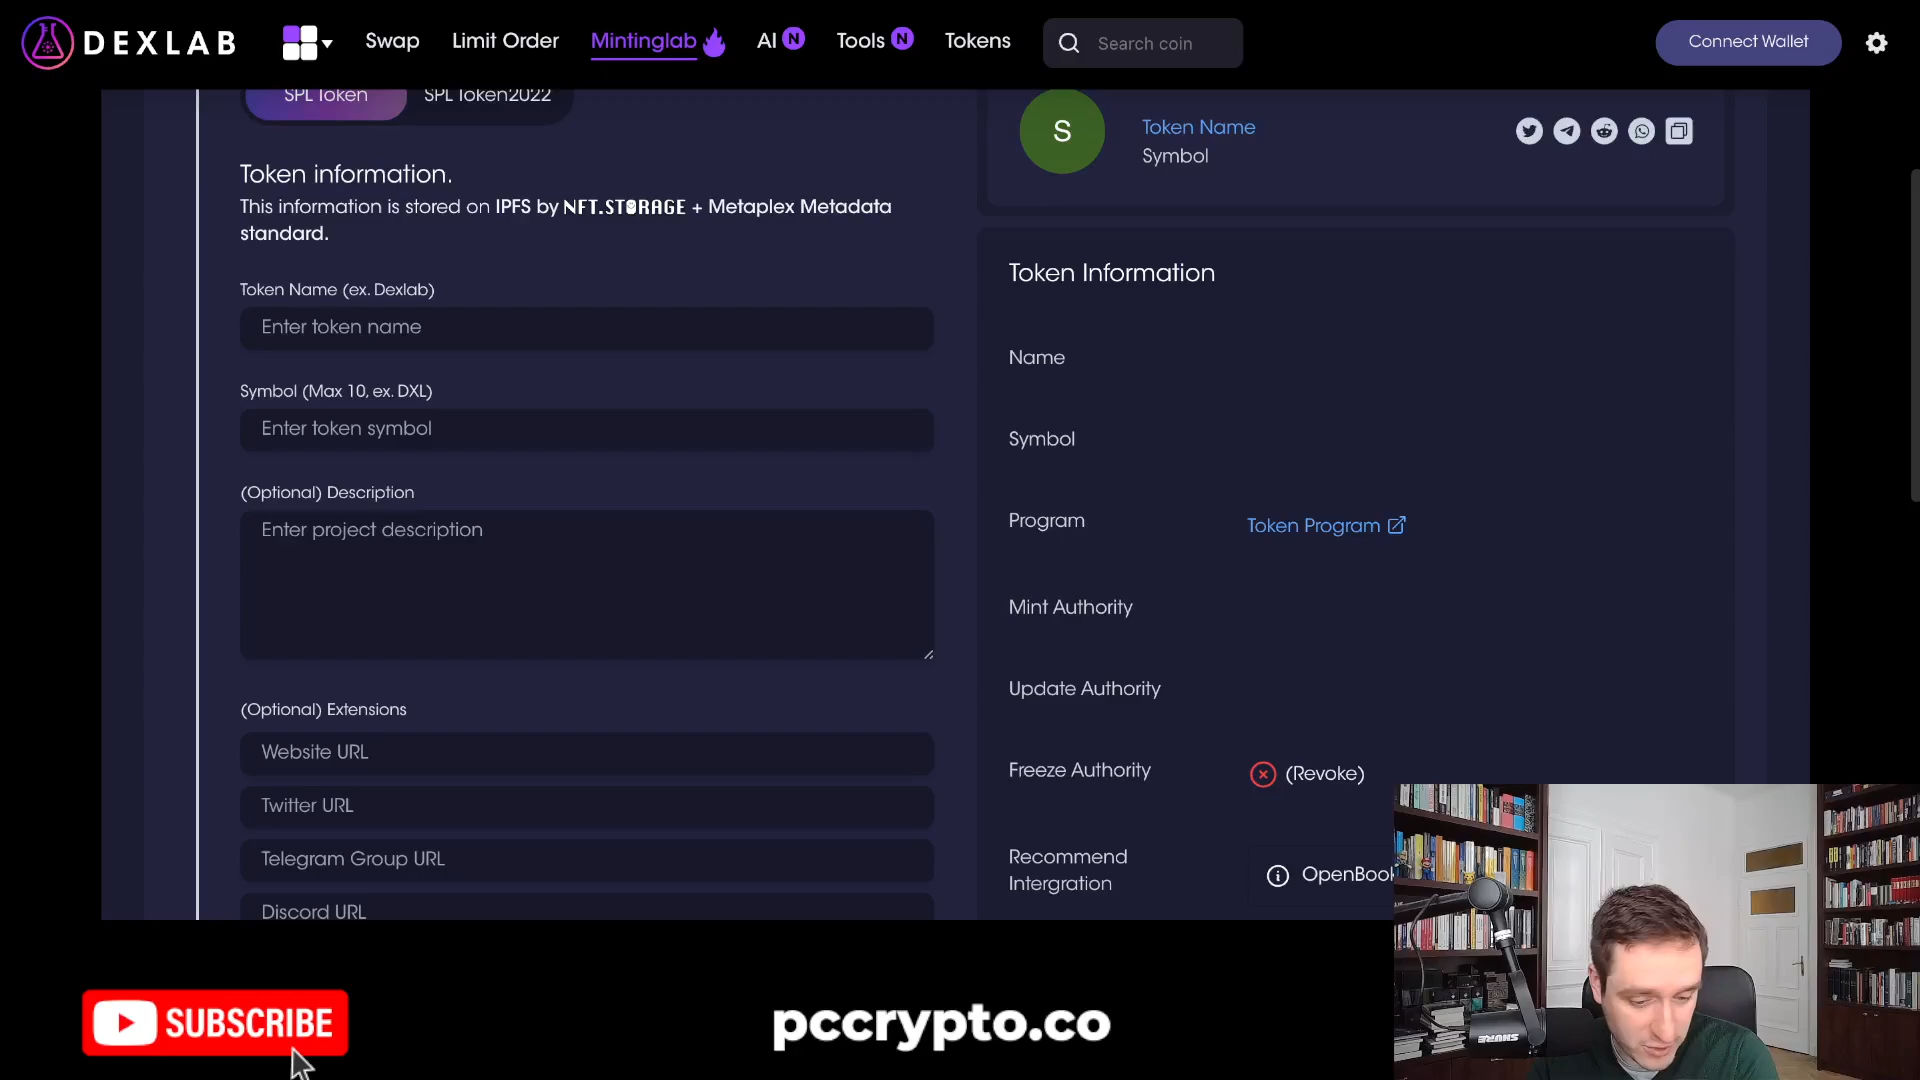 DEXLAB
Swap
Limit Order
Mintinglab
AI N
Tools N
Tokens
Search coin
Connect Wallet
SPL Token
SPL Token2022
Token information.
This information is stored on IPFS by NFT.STORAGE + Metaplex Metadata
standard.
Token Name (ex. Dexlab)
Enter token name
Symbol (Max 10, ex. DXL)
Enter token symbol
(Optional) Description
Enter project description
(Optional) Extensions
Website URL
Twitter URL
Telegram Group URL
Discord URL
S
Token Name
Symbol
Token Information
Name
Symbol
Program
Token Program
Mint Authority
Update Authority
Freeze Authority
(Revoke)
Recommend
Intergration
OpenBook
SUBSCRIBE
pccrypto.co
SHURE